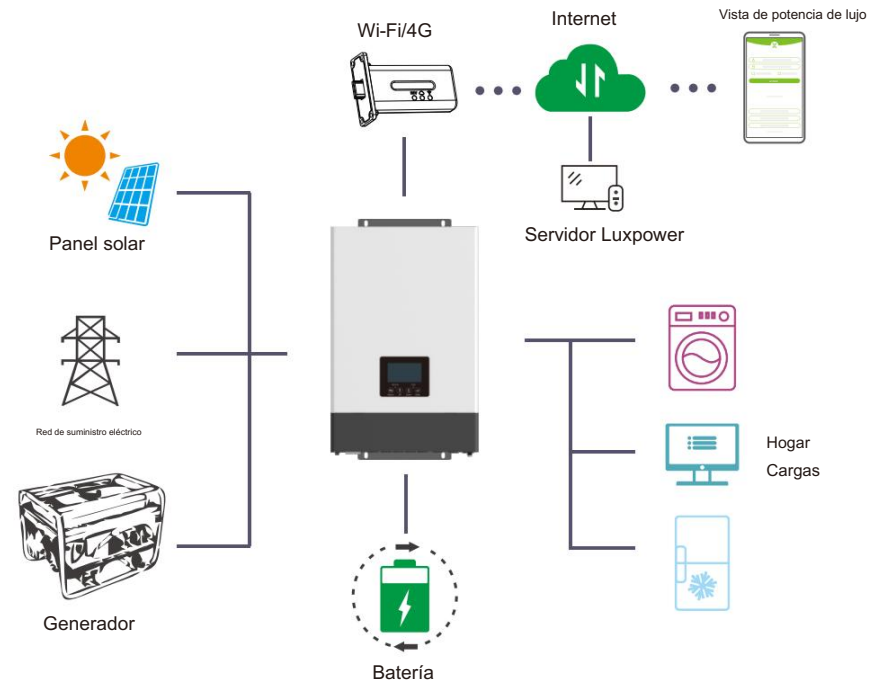 Wi-Fi/4G
Internet
Vista de potencia de lujo
Panel solar
Servidor Luxpower
Red de suministro eléctrico
Hogar
Cargas
Generador
Batería